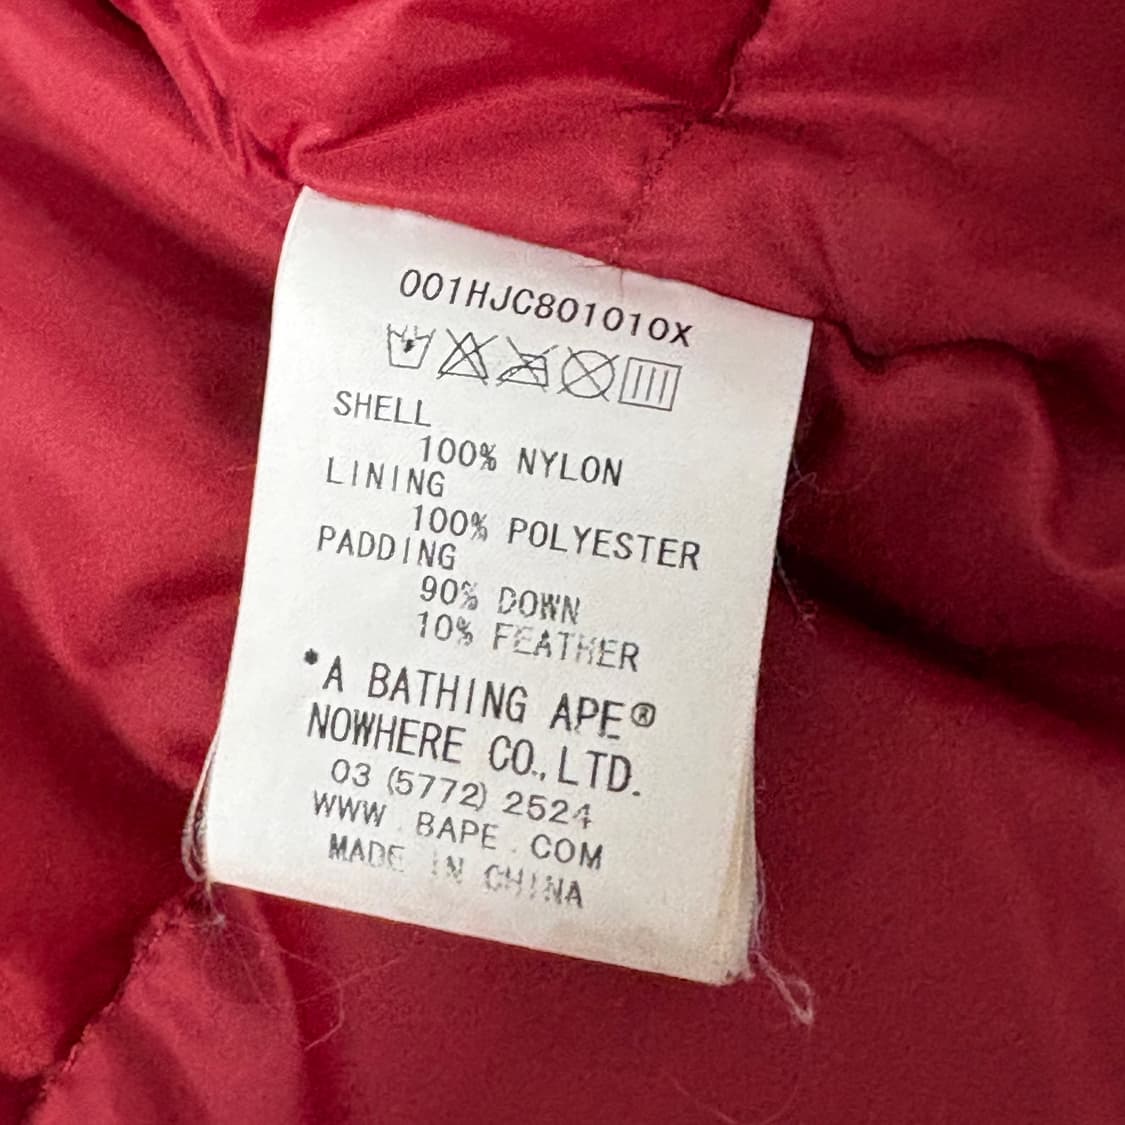 001HJC801010X
SHELL
100% NYLON
LINING
100% POLYESTER
PADDING
90% DOWN
10% FEATHER
*A BATHING APE®
NOWHERE CO., LTD.
03 (5772) 2524
WWW.BAPE.COM
MADE IN CHINA